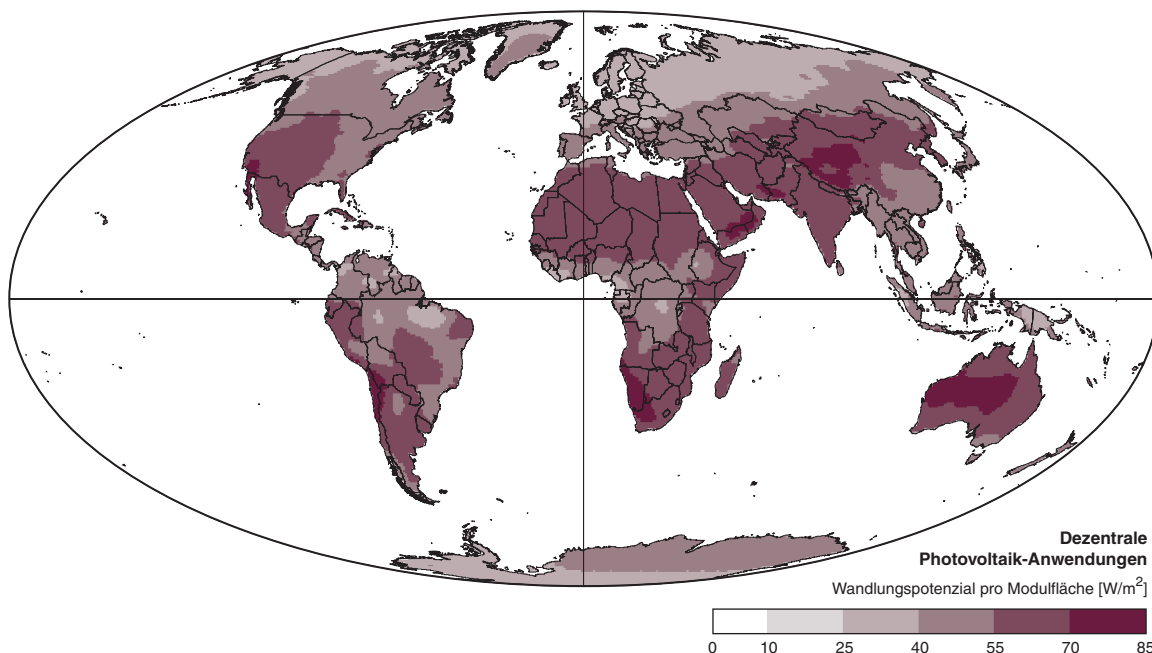 Dezentrale
Photovoltaik-Anwendungen
Wandlungspotenzial pro Modulfläche [W/m²]
0 10 25 40 55 70 85